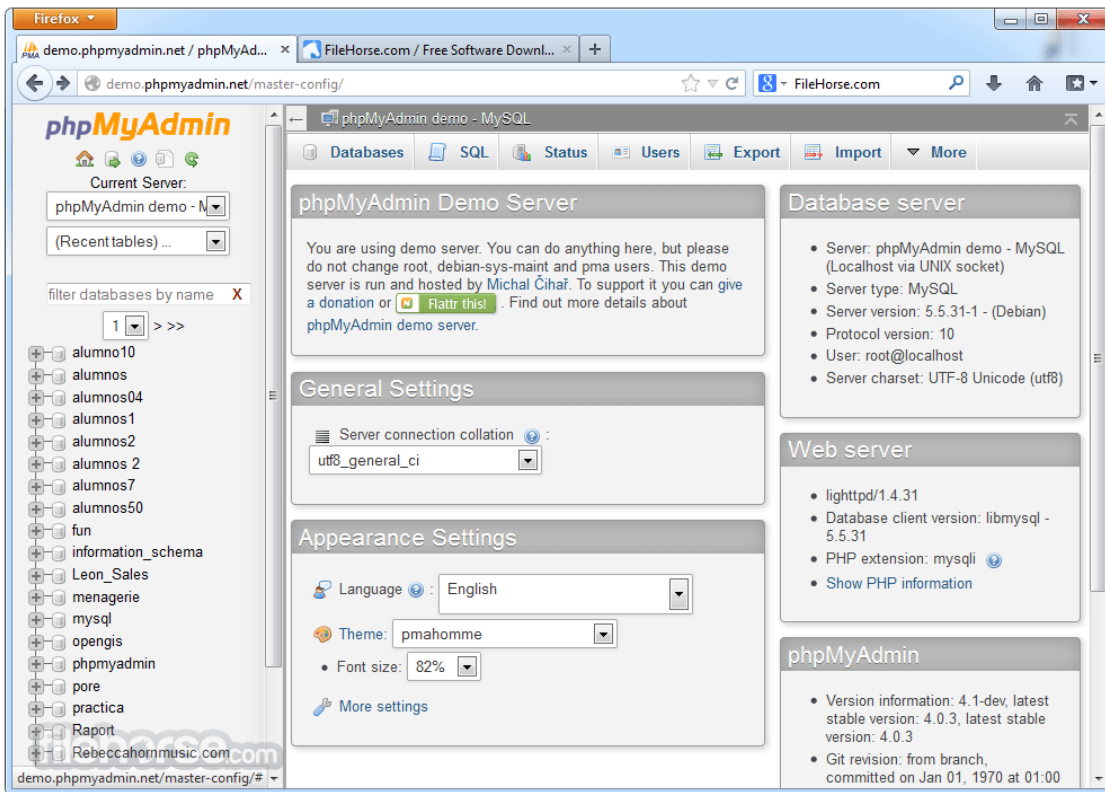 Firefox
demo.phpmyadmin.net / phpMyAd...
FileHorse.com / Free Software Downl...
demo.phpmyadmin.net/master-config/
FileHorse.com
phpMyAdmin
Current Server:
phpMyAdmin demo - M
(Recent tables) ...
filter databases by name X
1 > >>
alumno10
alumnos
alumnos04
alumnos1
alumnos2
alumnos 2
alumnos7
alumnos50
fun
information_schema
Leon_Sales
menagerie
mysql
opengis
phpmyadmin
pore
practica
Raport
Rebeccahornmusic.com
demo.phpmyadmin.net/master-config/#
phpMyAdmin demo - MySQL
Databases SQL Status Users Export Import More
phpMyAdmin Demo Server
You are using demo server. You can do anything here, but please
do not change root, debian-sys-maint and pma users. This demo
server is run and hosted by Michal Čihař. To support it you can give
a donation or Flattr this! . Find out more details about
phpMyAdmin demo server.
General Settings
Server connection collation :
utf8_general_ci
Appearance Settings
Language : English
Theme: pmahomme
Font size: 82%
More settings
Database server
Server: phpMyAdmin demo - MySQL
(Localhost via UNIX socket)
Server type: MySQL
Server version: 5.5.31-1 - (Debian)
Protocol version: 10
User: root@localhost
Server charset: UTF-8 Unicode (utf8)
Web server
lighttpd/1.4.31
Database client version: libmysql -
5.5.31
PHP extension: mysqli
Show PHP information
phpMyAdmin
Version information: 4.1-dev, latest
stable version: 4.0.3, latest stable
version: 4.0.3
Git revision: from branch,
committed on Jan 01, 1970 at 01:00
filehorse.com